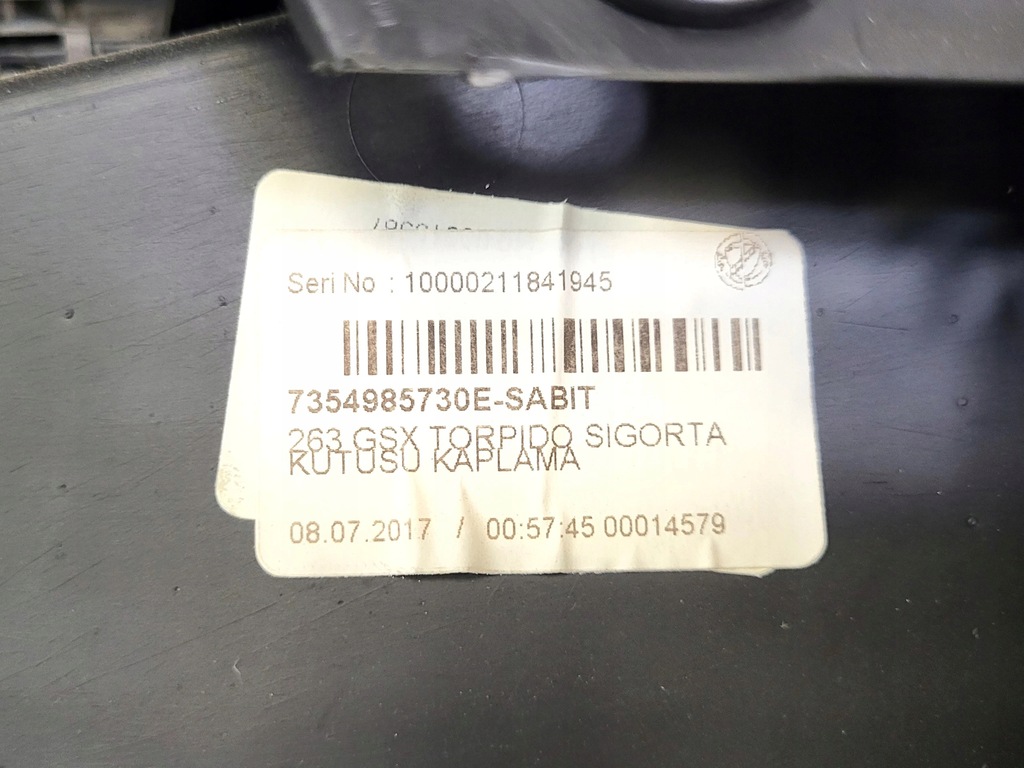 Seri No : 10000211841945
7354985730E-SABIT
263 GSX TORPIDO SIGORTA
KUTUSU KAPLAMA
08.07.2017 / 00:57:45 00014579